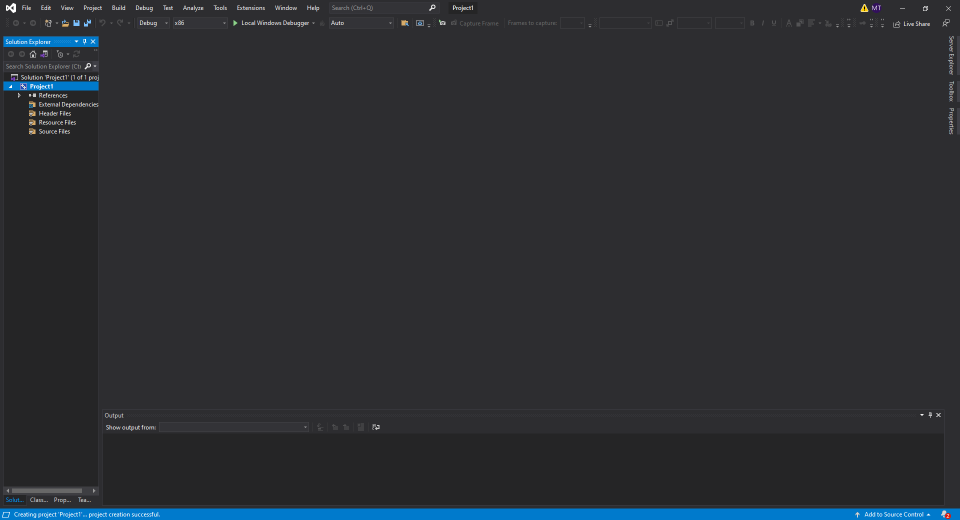 File Edit View Project Build Debug Test Analyze Tools Extensions Window Help Search (Ctrl+Q) Project1 MT
Debug x86 Local Windows Debugger Auto Capture Frame Frames to capture: Live Share
Solution Explorer
Search Solution Explorer (Ct
Solution 'Project1' (1 of 1 proj
Project1
References
External Dependencies
Header Files
Resource Files
Source Files
Server Explorer
Toolbox
Properties
Output
Show output from:
Solut... Class... Prop... Tea...
Creating project 'Project1'... project creation successful. Add to Source Control